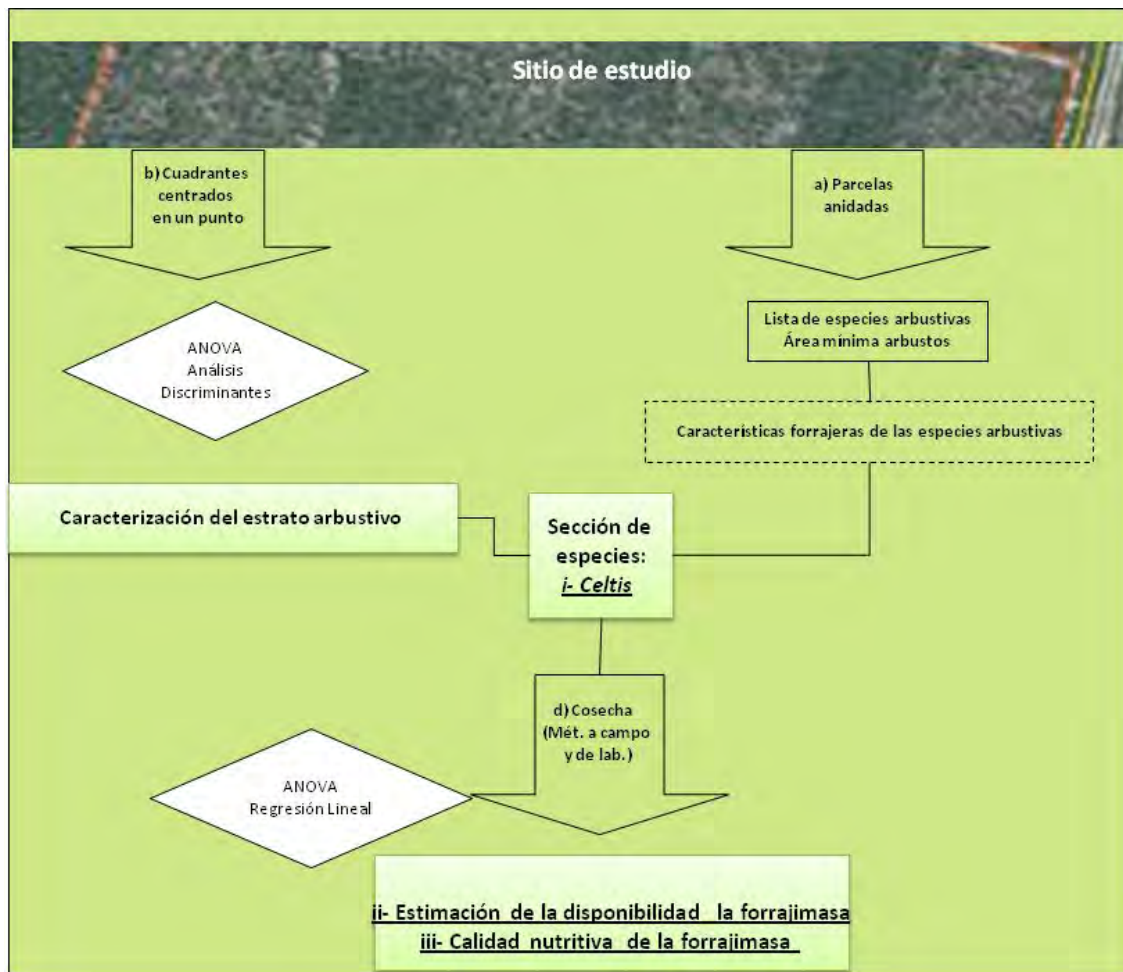 Sitio de estudio
b) Cuadrantes
centrados
en un punto
a) Parcelas
anidadas
ANOVA
Análisis
Discriminantes
Lista de especies arbustivas
Área mínima arbustos
Características forrajeras de las especies arbustivas
Caracterización del estrato arbustivo
Sección de
especies:
i- Celtis
d) Cosecha
(Mét. a campo
y de lab.)
ANOVA
Regresión Lineal
ii- Estimación de la disponibilidad la forrajimasa
iii- Calidad nutritiva de la forrajimasa